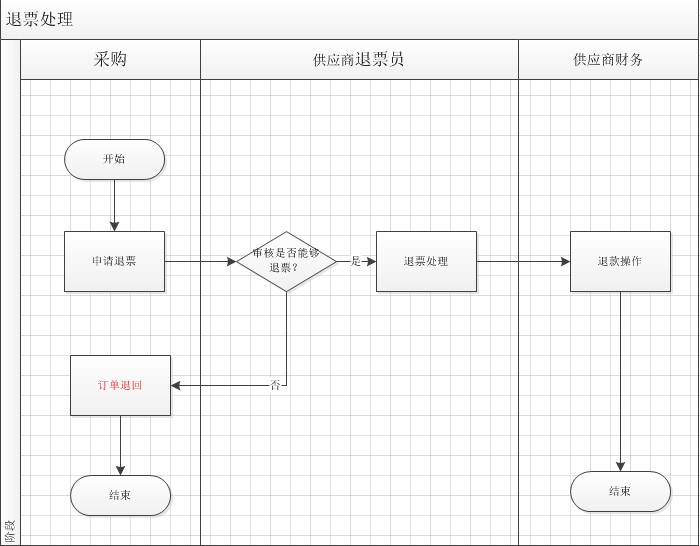 退票处理
采购
供应商退票员
供应商财务
开始
申请退票
审核是否能够
退票？
是
退票处理
退款操作
订单退回
否
结束
结束
阶段